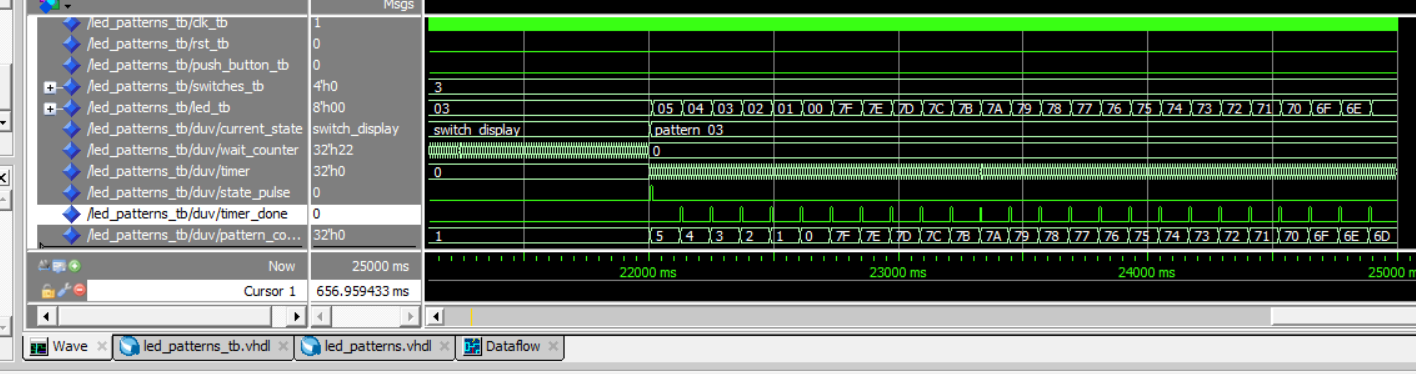 Msgs
/led_patterns_tb/clk_tb 1
/led_patterns_tb/rst_tb 0
/led_patterns_tb/push_button_tb 0
/led_patterns_tb/switches_tb 4'h0 3
/led_patterns_tb/led_tb 8'h00 03 05 04 03 02 01 00 7F 7E 7D 7C 7B 7A 79 78 77 76 75 74 73 72 71 70 6F 6E
/led_patterns_tb/duv/current_state switch_display switch_display pattern_03
/led_patterns_tb/duv/wait_counter 32'h22 0
/led_patterns_tb/duv/timer 32'h0 0
/led_patterns_tb/duv/state_pulse 0
/led_patterns_tb/duv/timer_done 0
/led_patterns_tb/duv/pattern_co... 32'h0 1 5 4 3 2 1 0 7F 7E 7D 7C 7B 7A 79 78 77 76 75 74 73 72 71 70 6F 6E 6D
Now 25000 ms 22000 ms 23000 ms 24000 ms 25000 m
Cursor 1 656.959433 ms
Wave led_patterns_tb.vhdl led_patterns.vhdl Dataflow